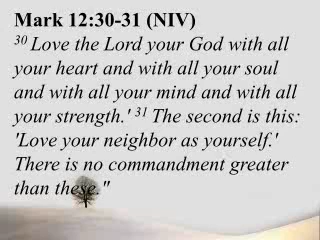 Mark 12:30-31 (NIV)
30 Love the Lord your God with all
your heart and with all your soul
and with all your mind and with all
your strength.' 31 The second is this:
'Love your neighbor as yourself.'
There is no commandment greater
than these."